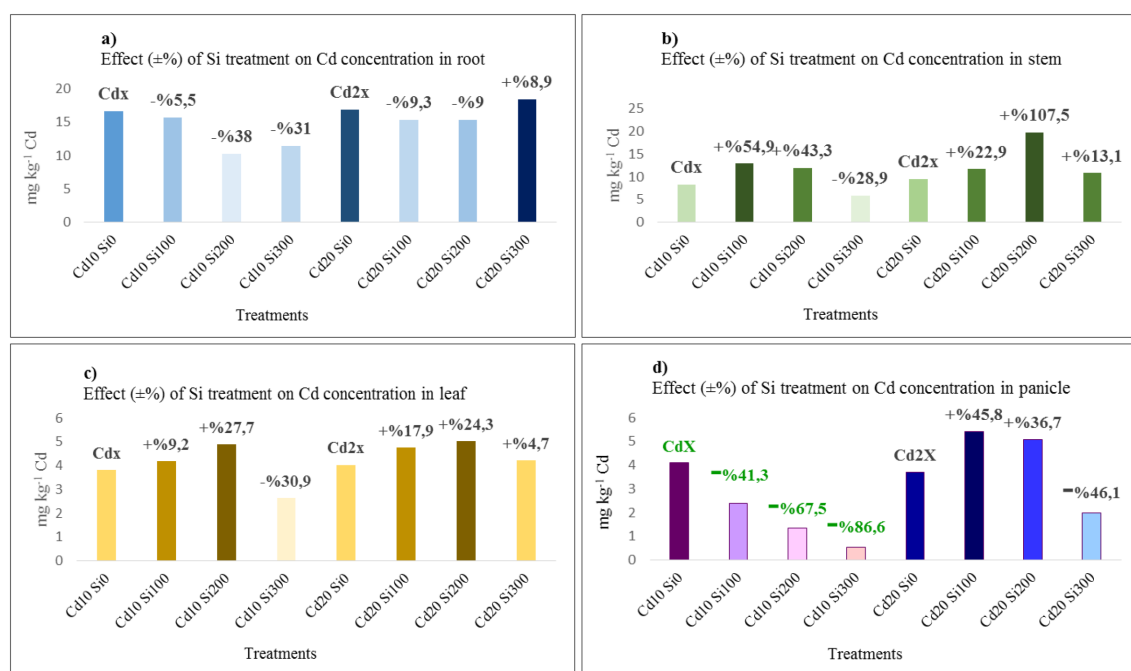 a)
Effect (±%) of Si treatment on Cd concentration in root
mg kg-1 Cd
20
15
10
5
0
Cdx
-%5,5
-%38
-%31
Cd2x
-%9,3
-%9
+%8,9
Cd10 Si0
Cd10 Si100
Cd10 Si200
Cd10 Si300
Cd20 Si0
Cd20 Si100
Cd20 Si200
Cd20 Si300
Treatments
b)
Effect (±%) of Si treatment on Cd concentration in stem
mg kg-1 Cd
25
20
15
10
5
0
Cdx
+%54,9
+%43,3
-%28,9
Cd2x
+%22,9
+%107,5
+%13,1
Cd10 Si0
Cd10 Si100
Cd10 Si200
Cd10 Si300
Cd20 Si0
Cd20 Si100
Cd20 Si200
Cd20 Si300
Treatments
c)
Effect (±%) of Si treatment on Cd concentration in leaf
mg kg-1 Cd
6
5
4
3
2
1
0
Cdx
+%9,2
+%27,7
-%30,9
Cd2x
+%17,9
+%24,3
+%4,7
Cd10 Si0
Cd10 Si100
Cd10 Si200
Cd10 Si300
Cd20 Si0
Cd20 Si100
Cd20 Si200
Cd20 Si300
Treatments
d)
Effect (±%) of Si treatment on Cd concentration in panicle
mg kg-1 Cd
6
5
4
3
2
1
0
CdX
-%41,3
-%67,5
-%86,6
Cd2X
+%45,8
+%36,7
-%46,1
Cd10 Si0
Cd10 Si100
Cd10 Si200
Cd10 Si300
Cd20 Si0
Cd20 Si100
Cd20 Si200
Cd20 Si300
Treatments